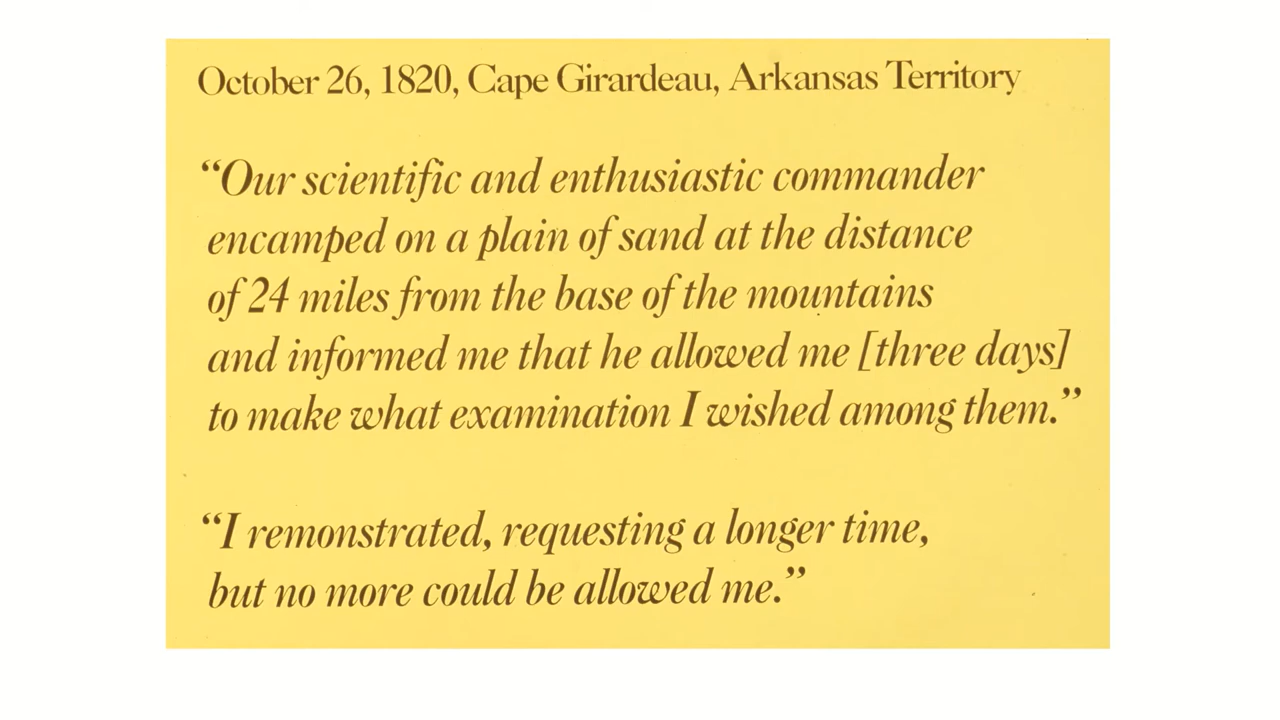 October 26, 1820, Cape Girardeau, Arkansas Territory
“Our scientific and enthusiastic commander
encamped on a plain of sand at the distance
of 24 miles from the base of the mountains
and informed me that he allowed me [three days]
to make what examination I wished among them.”
“I remonstrated, requesting a longer time,
but no more could be allowed me.”